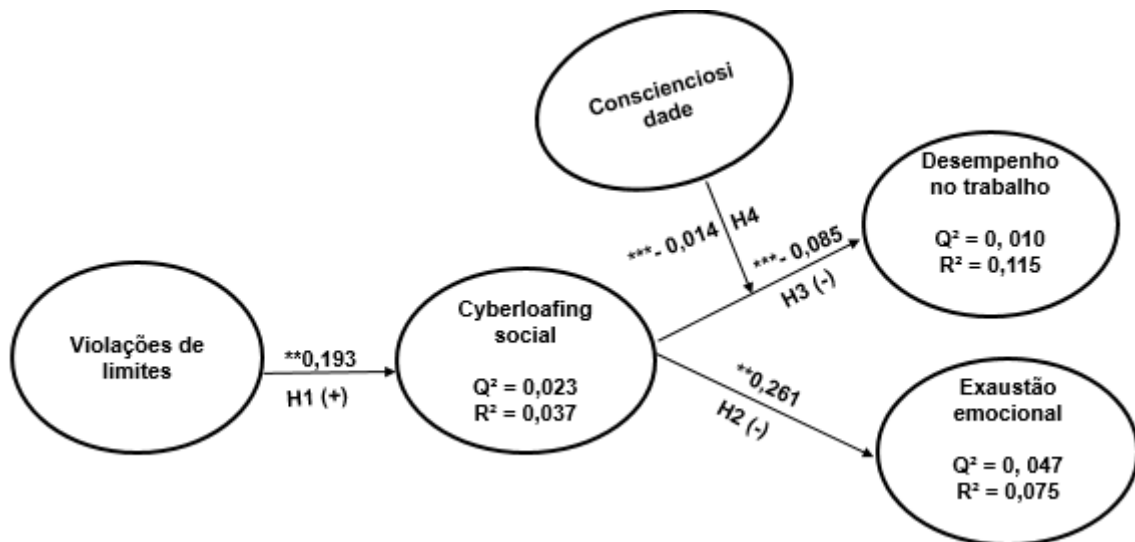 Conscienciosi
dade
Desempenho
no trabalho
Q² = 0, 010
R² = 0,115
***- 0,014
H4
***- 0,085
H3 (-)
Violações de
limites
**0,193
H1 (+)
Cyberloafing
social
Q² = 0,023
R² = 0,037
**0,261
H2 (-)
Exaustão
emocional
Q² = 0, 047
R² = 0,075